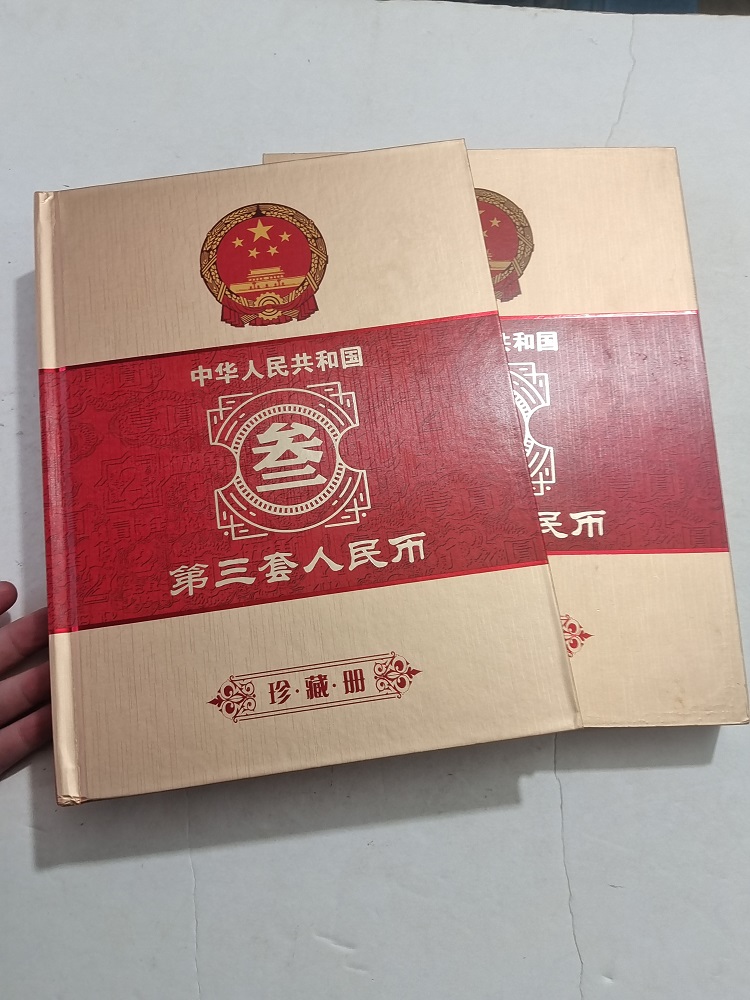 中华人民共和国
叁
第三套人民币
珍·藏·册
共和国
民币